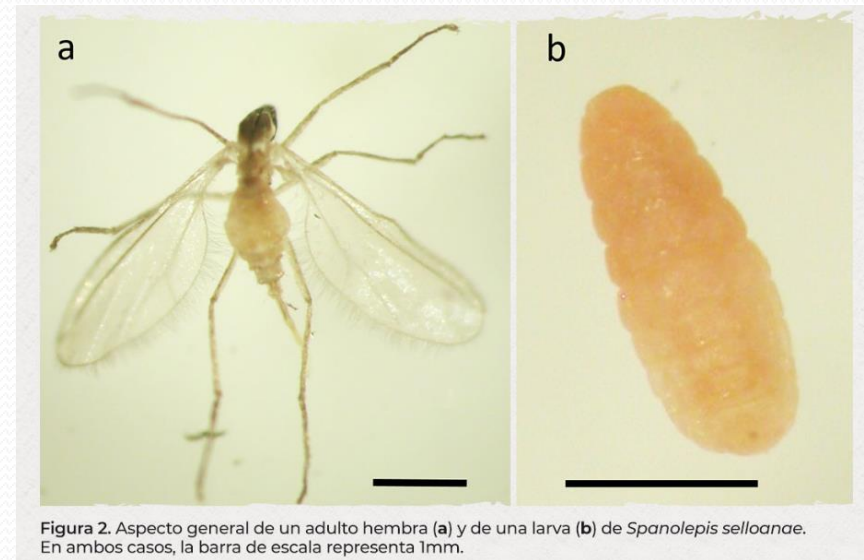 a
b
Figura 2. Aspecto general de un adulto hembra (a) y de una larva (b) de Spanolepis selloanae.
En ambos casos, la barra de escala representa 1mm.